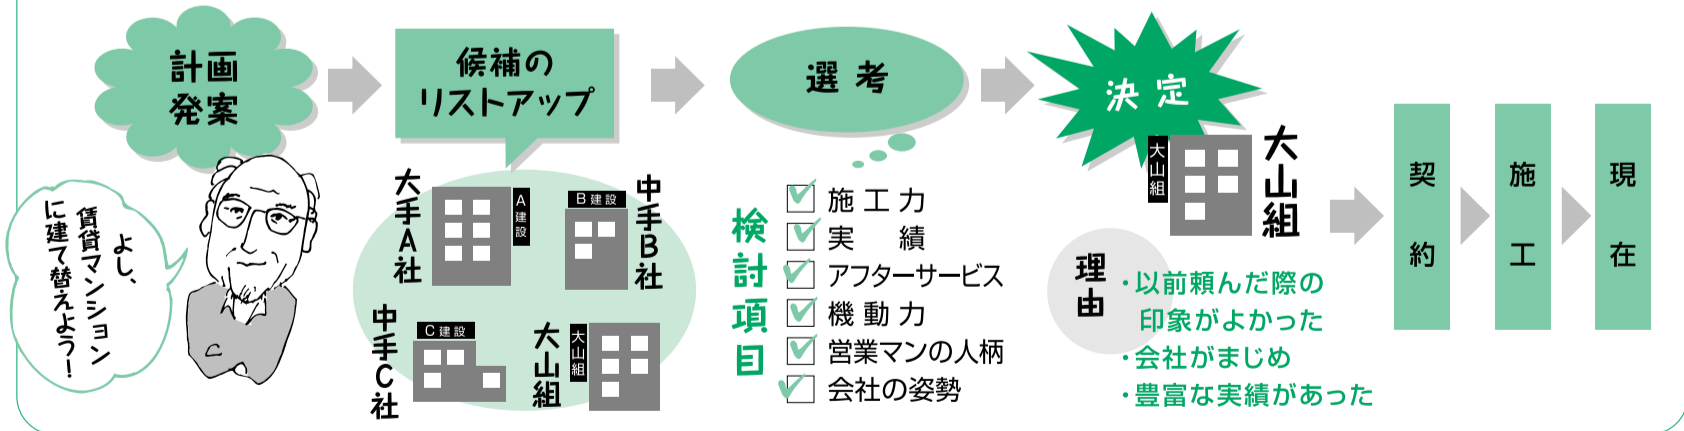 計画
発案
よし、
賃貸マンション
に建て替えよう！
候補の
リストアップ
大手A社
A建設
B建設
中手B社
中手C社
C建設
大山組
大山組
選考
検討項目
施工力
実　績
アフターサービス
機動力
営業マンの人柄
会社の姿勢
決定
大山組
大山組
理由
・以前頼んだ際の
印象がよかった
・会社がまじめ
・豊富な実績があった
契約
施工
現在